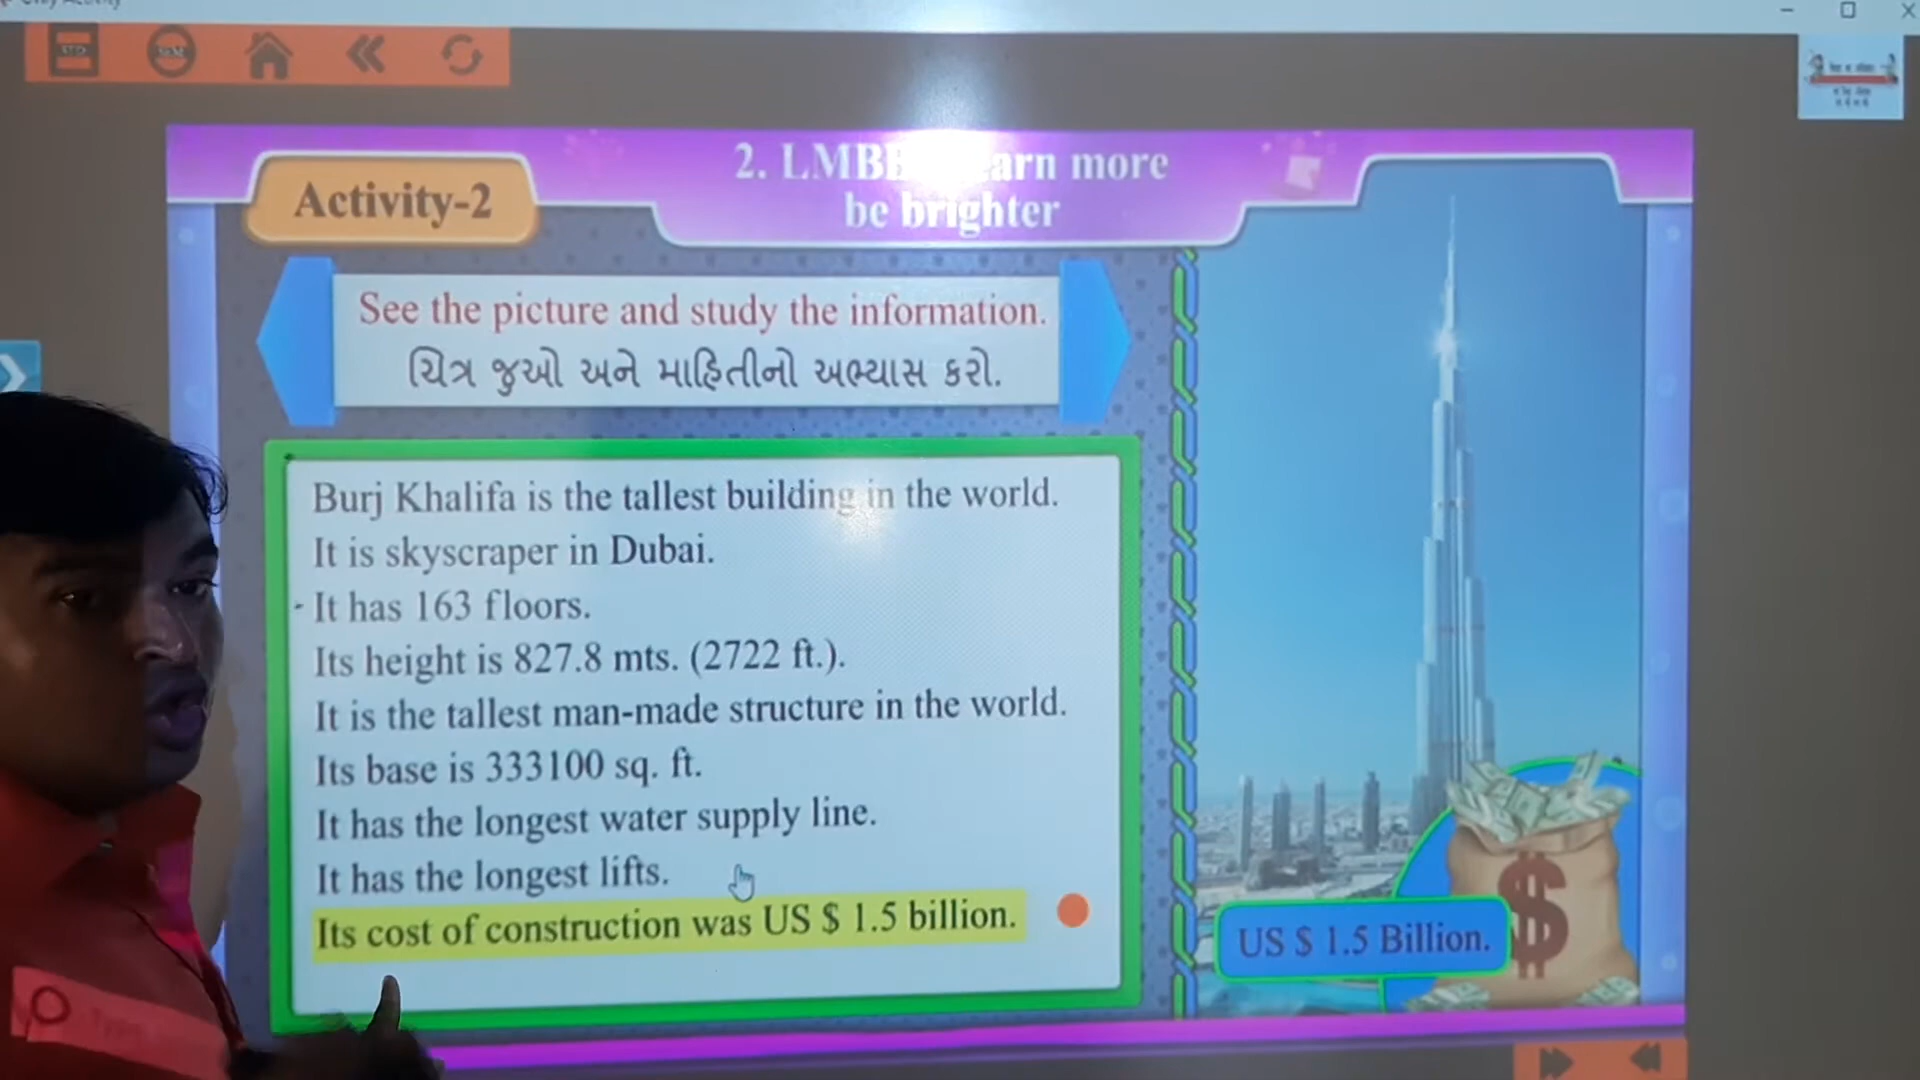 Activity-2
2. LMBB arn more
be brighter
See the picture and study the information.
ચિત્ર જુઓ અને માહિતીનો અભ્યાસ કરો.
Burj Khalifa is the tallest building in the world.
It is skyscraper in Dubai.
- It has 163 floors.
Its height is 827.8 mts. (2722 ft.).
It is the tallest man-made structure in the world.
Its base is 333100 sq. ft.
It has the longest water supply line.
It has the longest lifts.
Its cost of construction was US $ 1.5 billion.
$
US $ 1.5 Billion.